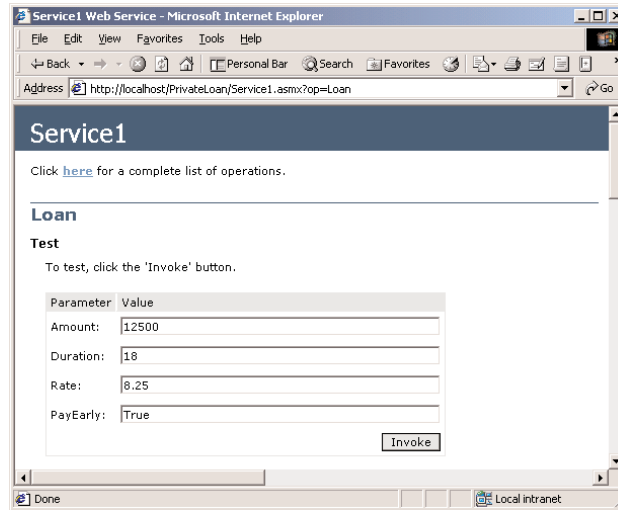 Service1 Web Service - Microsoft Internet Explorer
File Edit View Favorites Tools Help
Back Personal Bar Search Favorites
Address http://localhost/PrivateLoan/Service1.asmx?op=Loan Go
Service1
Click here for a complete list of operations.
Loan
Test
To test, click the 'Invoke' button.
Parameter Value
Amount: 12500
Duration: 18
Rate: 8.25
PayEarly: True
Invoke
Done Local intranet